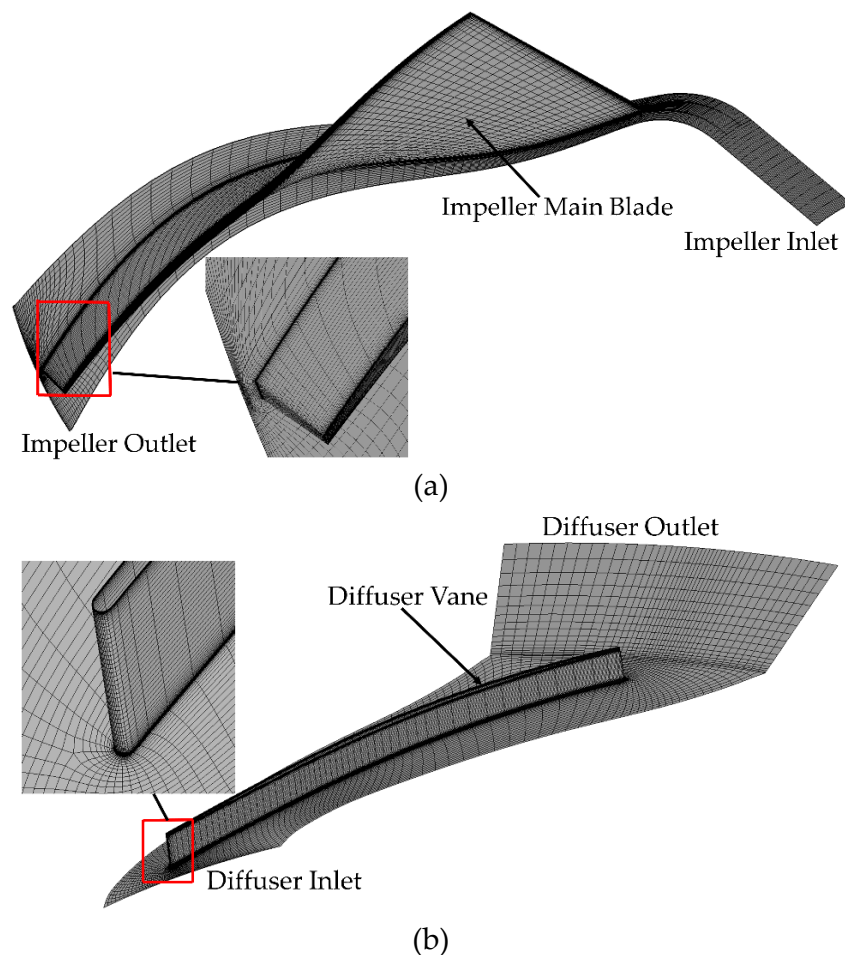 Impeller Main Blade
Impeller Inlet
Impeller Outlet
(a)
Diffuser Outlet
Diffuser Vane
Diffuser Inlet
(b)